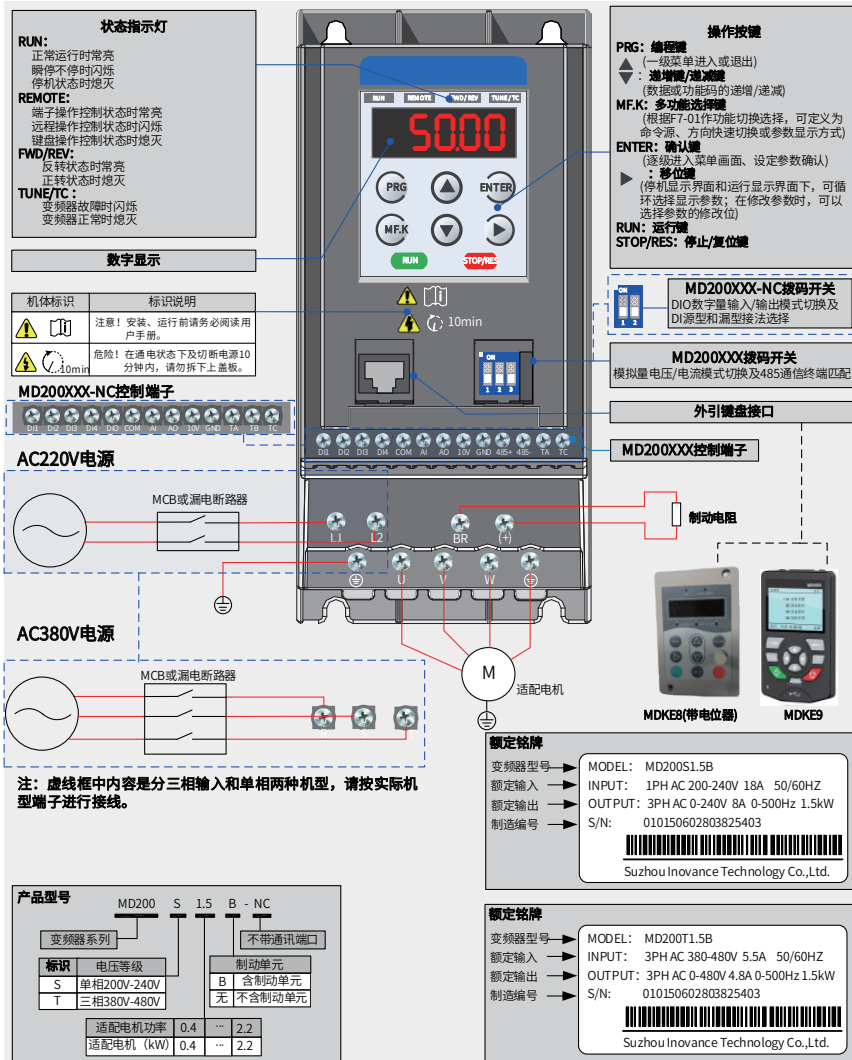 状态指示灯
RUN：
正常运行时常亮
瞬停不停时闪烁
停机状态时熄灭
REMOTE：
端子操作控制状态时常亮
远程操作控制状态时闪烁
键盘操作控制状态时熄灭
FWD/REV：
反转状态时常亮
正转状态时熄灭
TUNE/TC：
变频器故障时闪烁
变频器正常时熄灭
数字显示
机体标识 标识说明
注意！安装、运行前请务必阅读用户手册。
10min 危险！在通电状态下及切断电源10分钟内，请勿拆下上盖板。
MD200XXX-NC控制端子
DI1 DI2 DI3 DI4 DIO COM AI AO 10V GND TA TB TC
RUN REMOTE FWD/REV TUNE/TC
50.00
PRG ENTER
MF.K
RUN STOP/RES
10min
ON
1 2 3
DI1 DI2 DI3 DI4 COM AI AO 10V GND 485+ 485- TA TC
L1 L2 BR (+)
U V W
操作按键
PRG：编程键
(一级菜单进入或退出)
▲
▼：递增键/递减键
(数据或功能码的递增/递减)
MF.K：多功能选择键
(根据F7-01作功能切换选择，可定义为
命令源、方向快速切换或参数显示方式)
ENTER：确认键
(逐级进入菜单画面、设定参数确认)
▶：移位键
(停机显示界面和运行显示界面下，可循
环选择显示参数；在修改参数时，可以
选择参数的修改位)
RUN：运行键
STOP/RES：停止/复位键
ON
1 2
MD200XXX-NC拨码开关
DIO数字量输入/输出模式切换及
DI源型和漏型接法选择
MD200XXX拨码开关
模拟量电压/电流模式切换及485通信终端匹配
外引键盘接口
MD200XXX控制端子
AC220V电源
MCB或漏电断路器
制动电阻
AC380V电源
MCB或漏电断路器
M
适配电机
MDKE8(带电位器) MDKE9
注：虚线框中内容是分三相输入和单相两种机型，请按实际机
型端子进行接线。
额定铭牌
变频器型号 MODEL： MD200S1.5B
额定输入 INPUT： 1PH AC 200-240V 18A 50/60HZ
额定输出 OUTPUT：3PH AC 0-240V 8A 0-500Hz 1.5kW
制造编号 S/N: 010150602803825403
Suzhou Inovance Technology Co.,Ltd.
产品型号
MD200 S 1.5 B - NC
变频器系列 不带通讯端口
标识 电压等级
S 单相200V-240V
T 三相380V-480V
制动单元
B 含制动单元
无 不含制动单元
适配电机功率 0.4 ··· 2.2
适配电机（kW） 0.4 ··· 2.2
额定铭牌
变频器型号 MODEL： MD200T1.5B
额定输入 INPUT： 3PH AC 380-480V 5.5A 50/60HZ
额定输出 OUTPUT：3PH AC 0-480V 4.8A 0-500Hz 1.5kW
制造编号 S/N: 010150602803825403
Suzhou Inovance Technology Co.,Ltd.